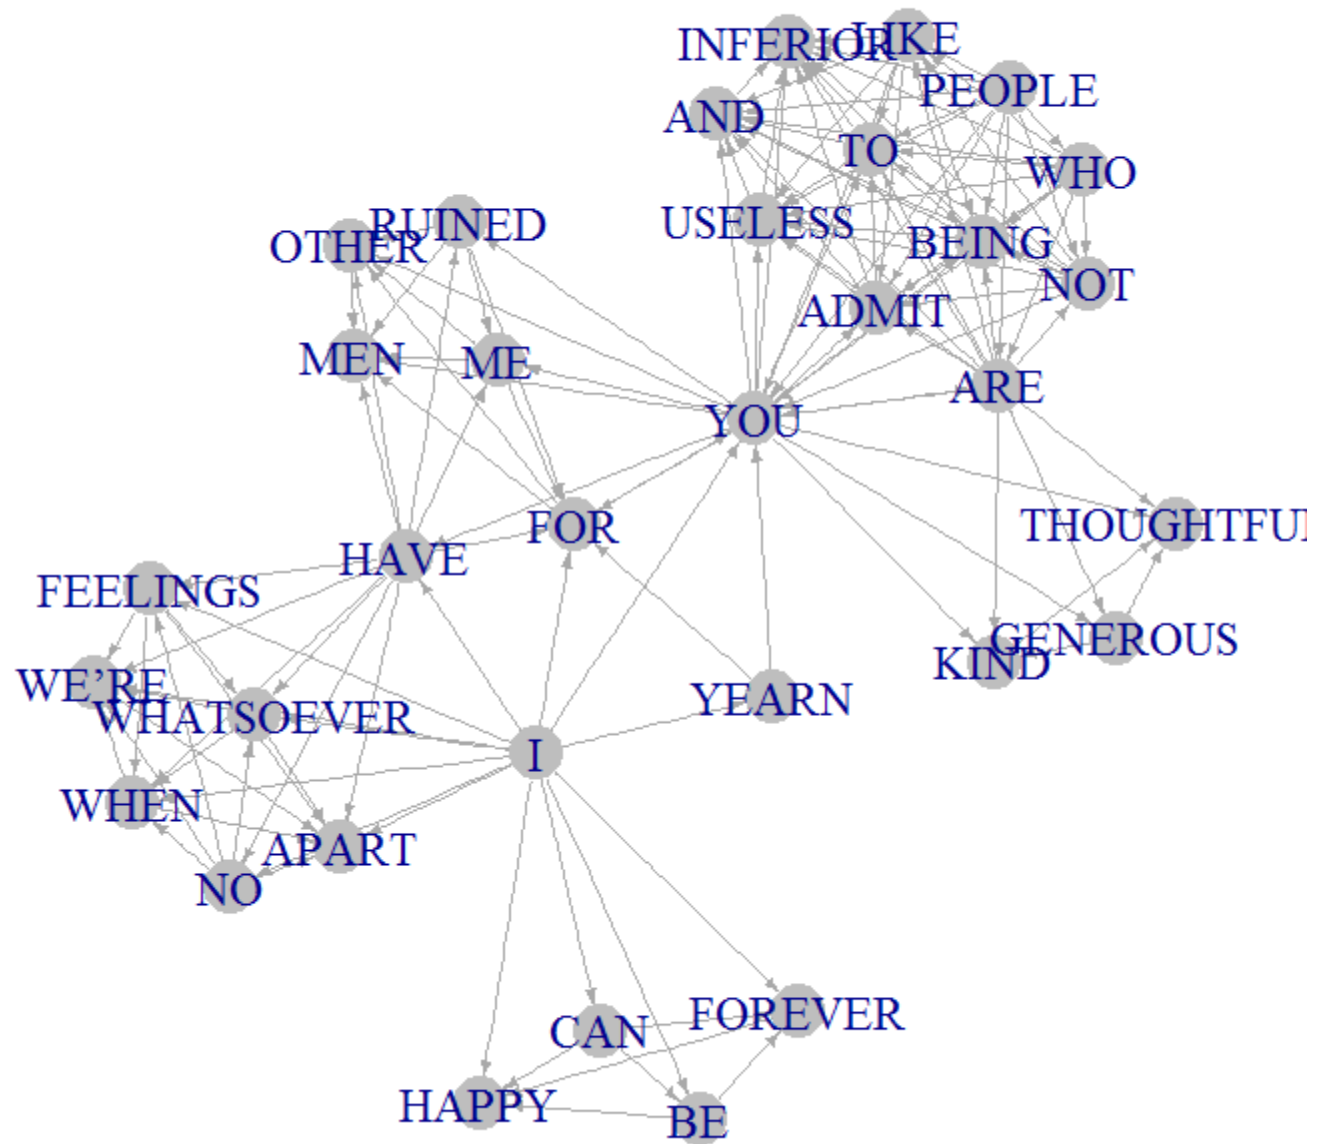 INFERIOR
LIKE
PEOPLE
AND
TO
WHO
USELESS
BEING
NOT
ADMIT
RUINED
OTHER
MEN
ME
ARE
YOU
THOUGHTFUL
FOR
HAVE
FEELINGS
GENEROUS
KIND
WE’RE
WHATSOEVER
YEARN
I
WHEN
APART
NO
FOREVER
CAN
HAPPY
BE